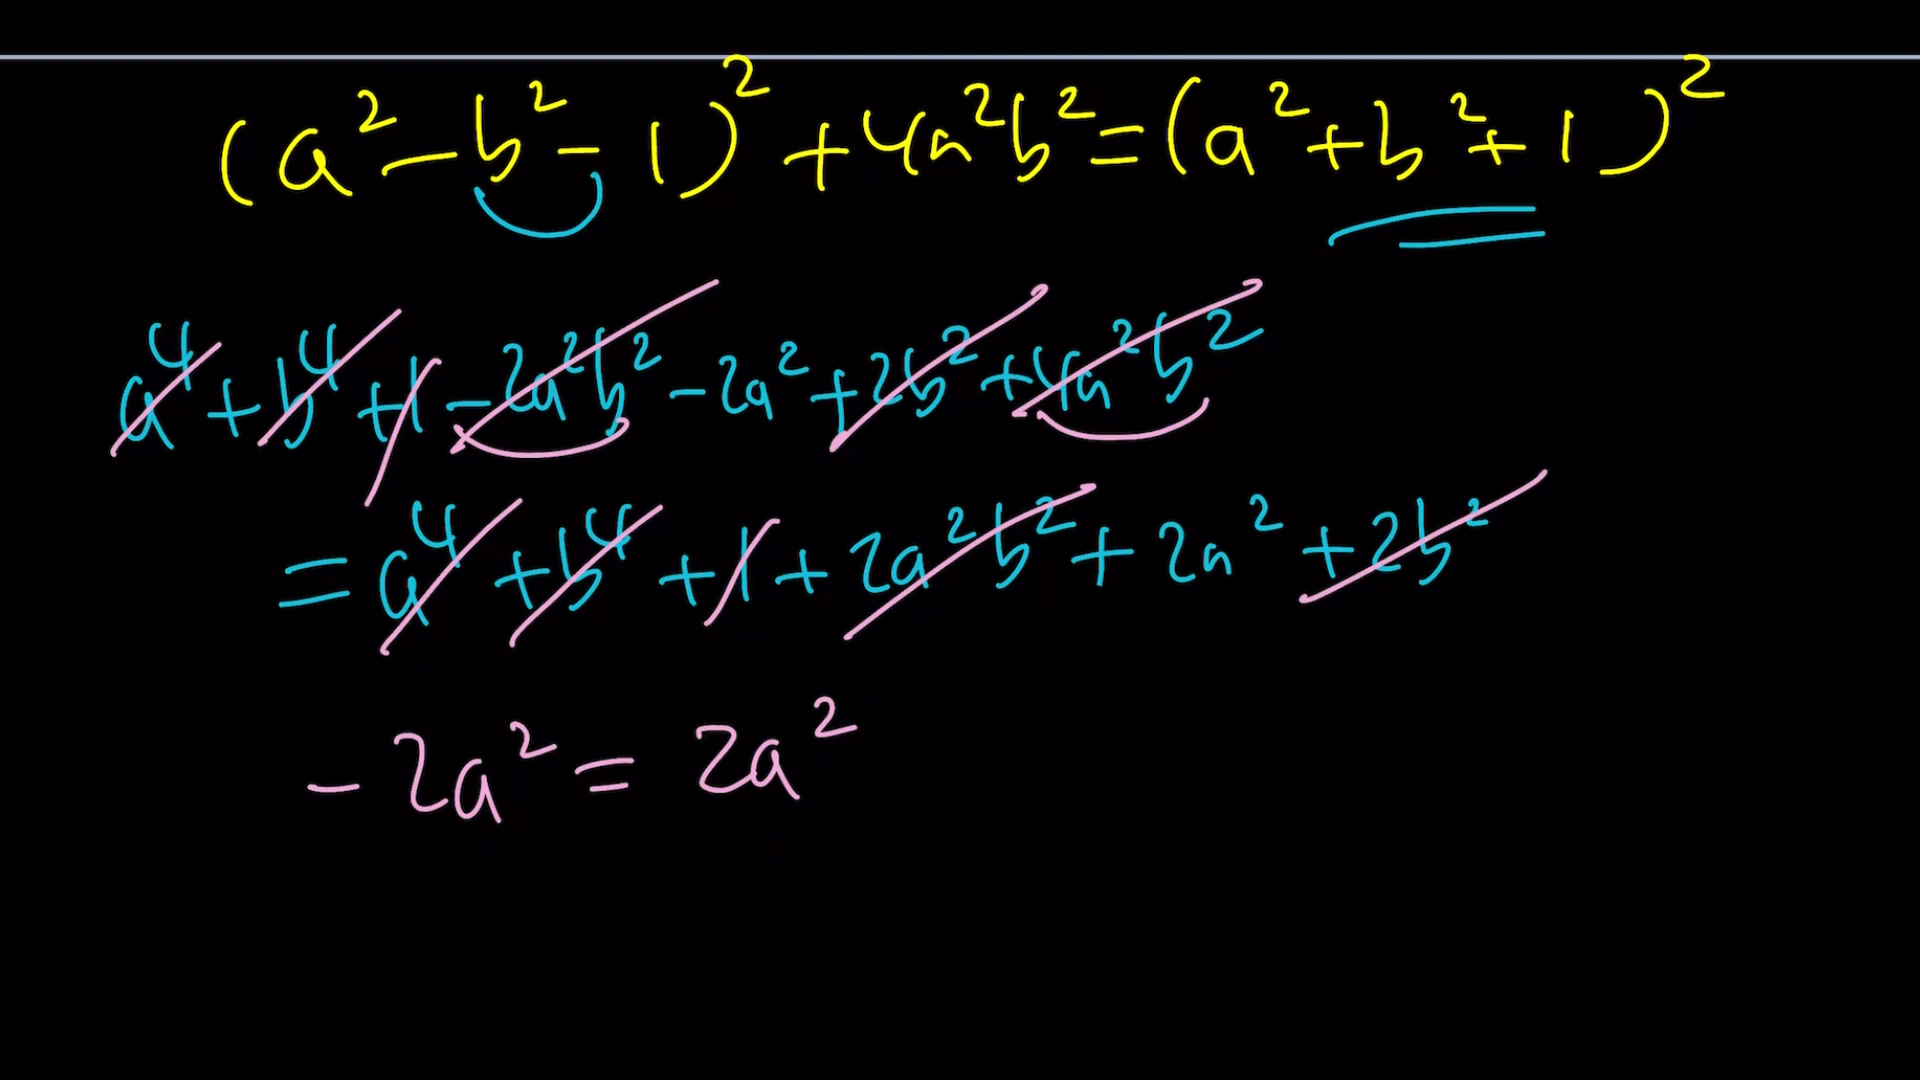 (a² - b² - 1)² + 4a²b² = (a² + b² + 1)²
a⁴ + b⁴ + 1 - 2a²b² - 2a² + 2b² + 4a²b²
= a⁴ + b⁴ + 1 + 2a²b² + 2a² + 2b²
- 2a² = 2a²